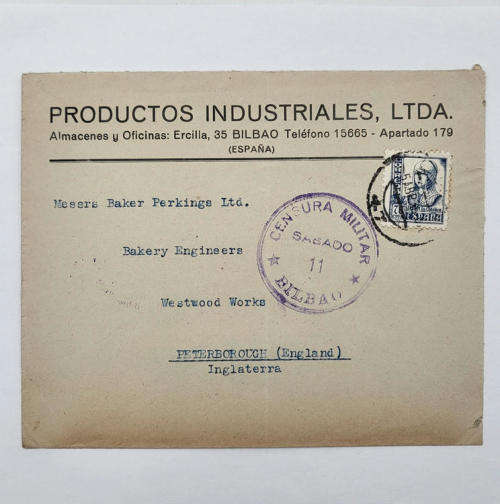 PRODUCTOS INDUSTRIALES, LTDA.
Almacenes y Oficinas: Ercilla, 35 BILBAO Teléfono 15665 - Apartado 179
(ESPAÑA)
Messrs Baker Perkings Ltd.
Bakery Engineers
Westwood Works
PETERBOROUGH (England)
Inglaterra
CENSURA MILITAR
SABADO
11
BILBAO
ESPAÑA